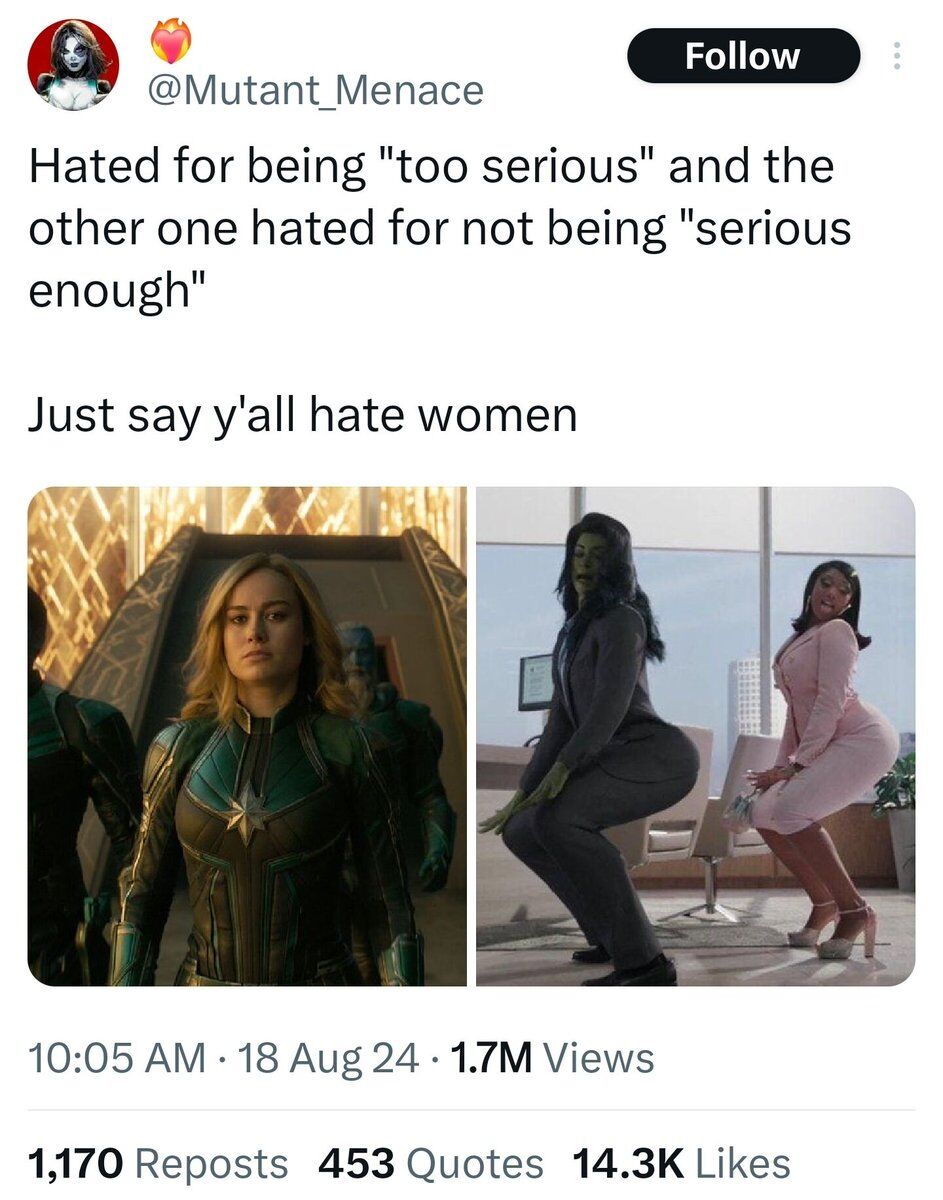 Follow
@Mutant_Menace
Hated for being "too serious" and the
other one hated for not being "serious
enough"
Just say y'all hate women
10:05 AM · 18 Aug 24 · 1.7M Views
1,170 Reposts 453 Quotes 14.3K Likes